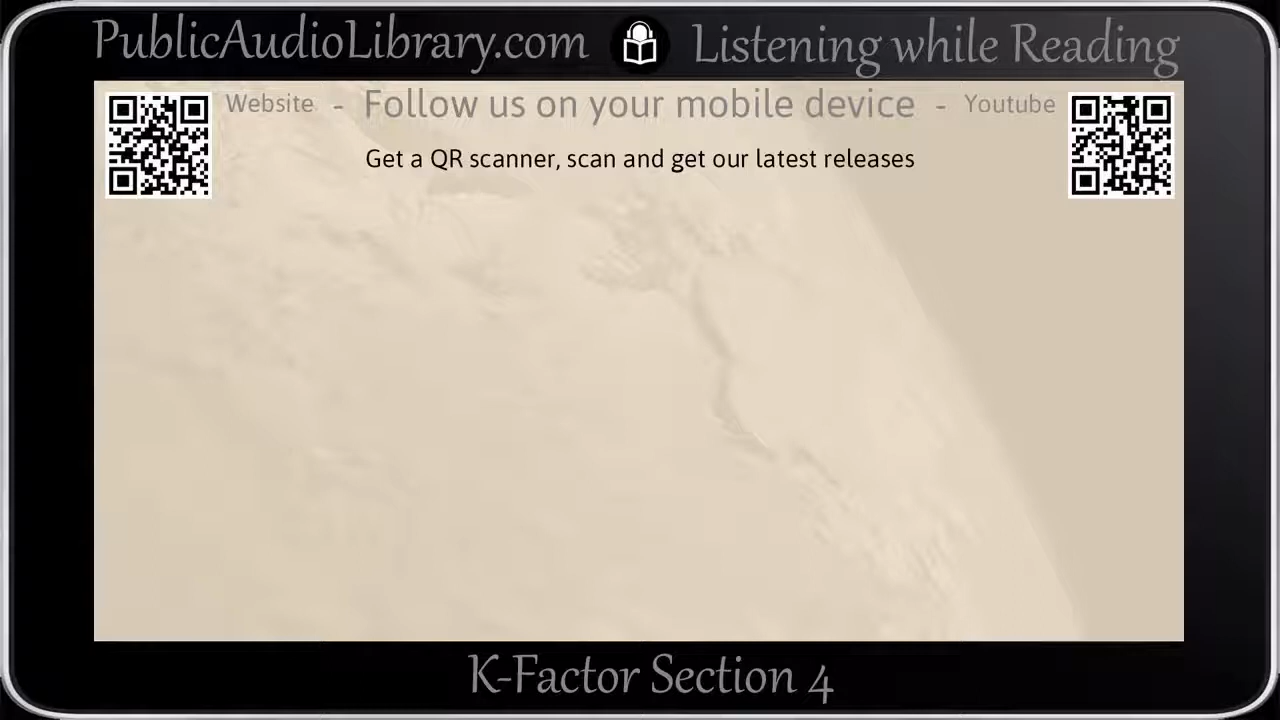 PublicAudioLibrary.com Listening while Reading
Website - Follow us on your mobile device - Youtube
Get a QR scanner, scan and get our latest releases
K-Factor Section 4